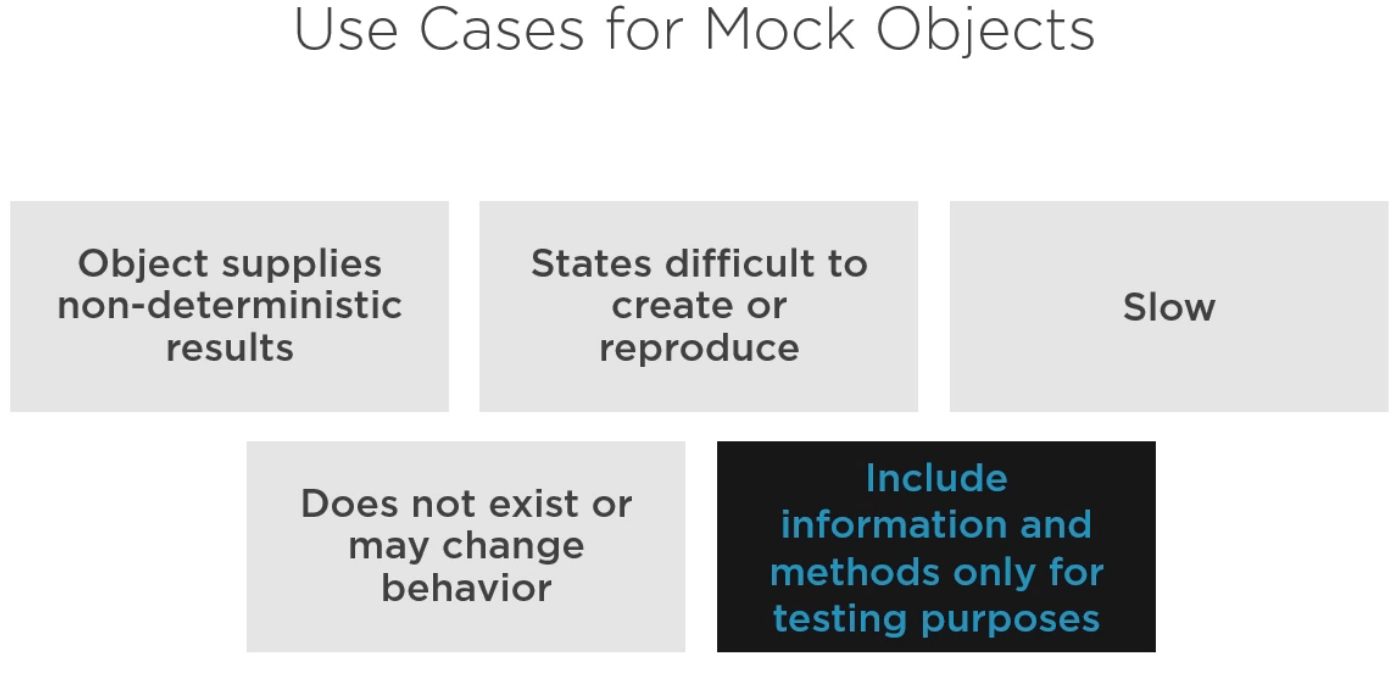 Use Cases for Mock Objects
Object supplies
non-deterministic
results
States difficult to
create or
reproduce
Slow
Does not exist or
may change
behavior
Include
information and
methods only for
testing purposes